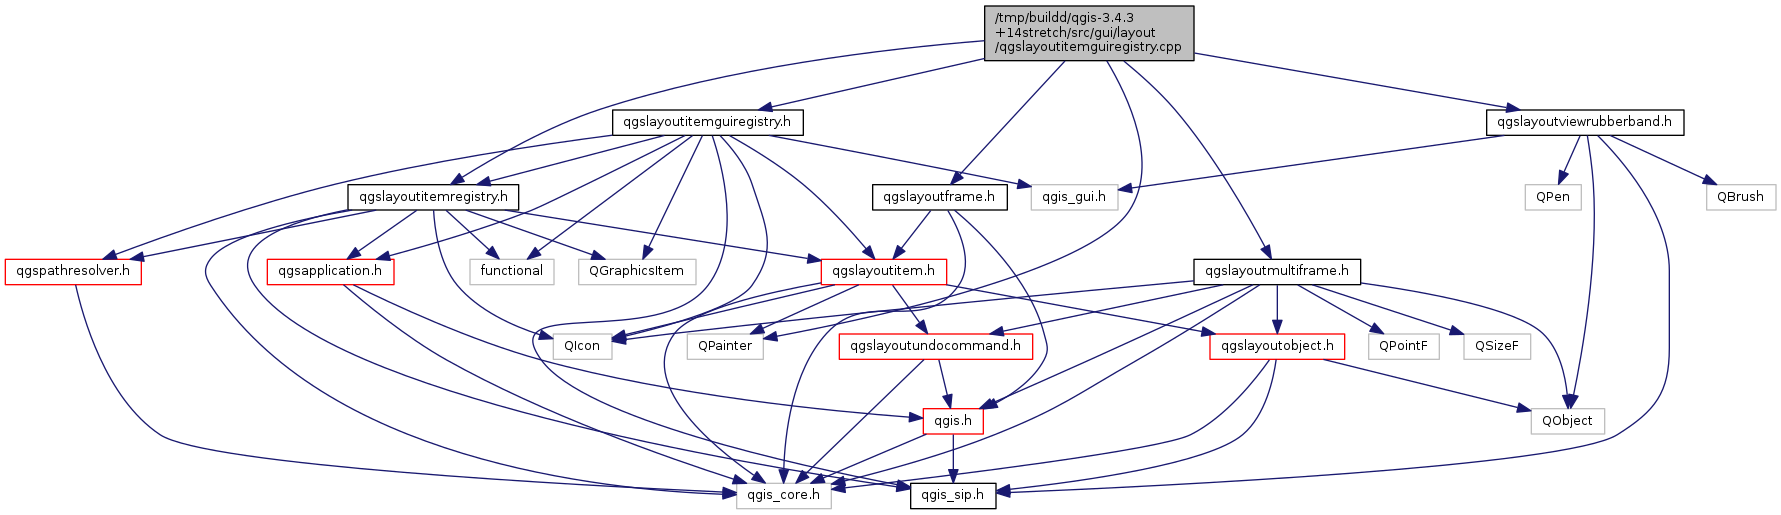 /tmp/buildd/qgis-3.4.3
+14stretch/src/gui/layout
/qgslayoutitemguiregistry.cpp
qgslayoutitemguiregistry.h
qgslayoutviewrubberband.h
qgslayoutitemregistry.h
qgslayoutframe.h
qgis_gui.h
QPen
QBrush
qgspathresolver.h
qgsapplication.h
functional
QGraphicsItem
qgslayoutitem.h
qgslayoutmultiframe.h
QIcon
QPainter
qgslayoutundocommand.h
qgslayoutobject.h
QPointF
QSizeF
qgis.h
QObject
qgis_core.h
qgis_sip.h